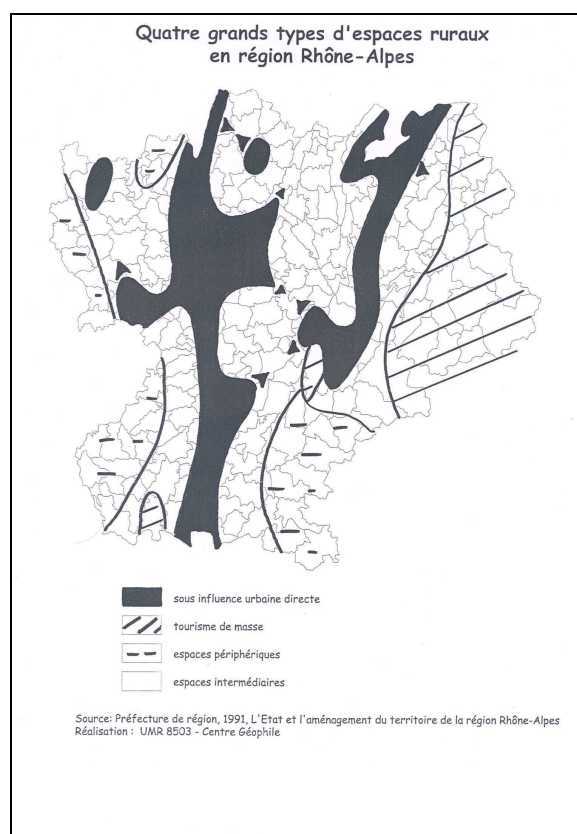 Quatre grands types d'espaces ruraux
en région Rhône-Alpes
sous influence urbaine directe
tourisme de masse
espaces périphériques
espaces intermédiaires
Source: Préfecture de région, 1991, L'Etat et l'aménagement du territoire de la région Rhône-Alpes
Réalisation : UMR 8503 - Centre Géophile